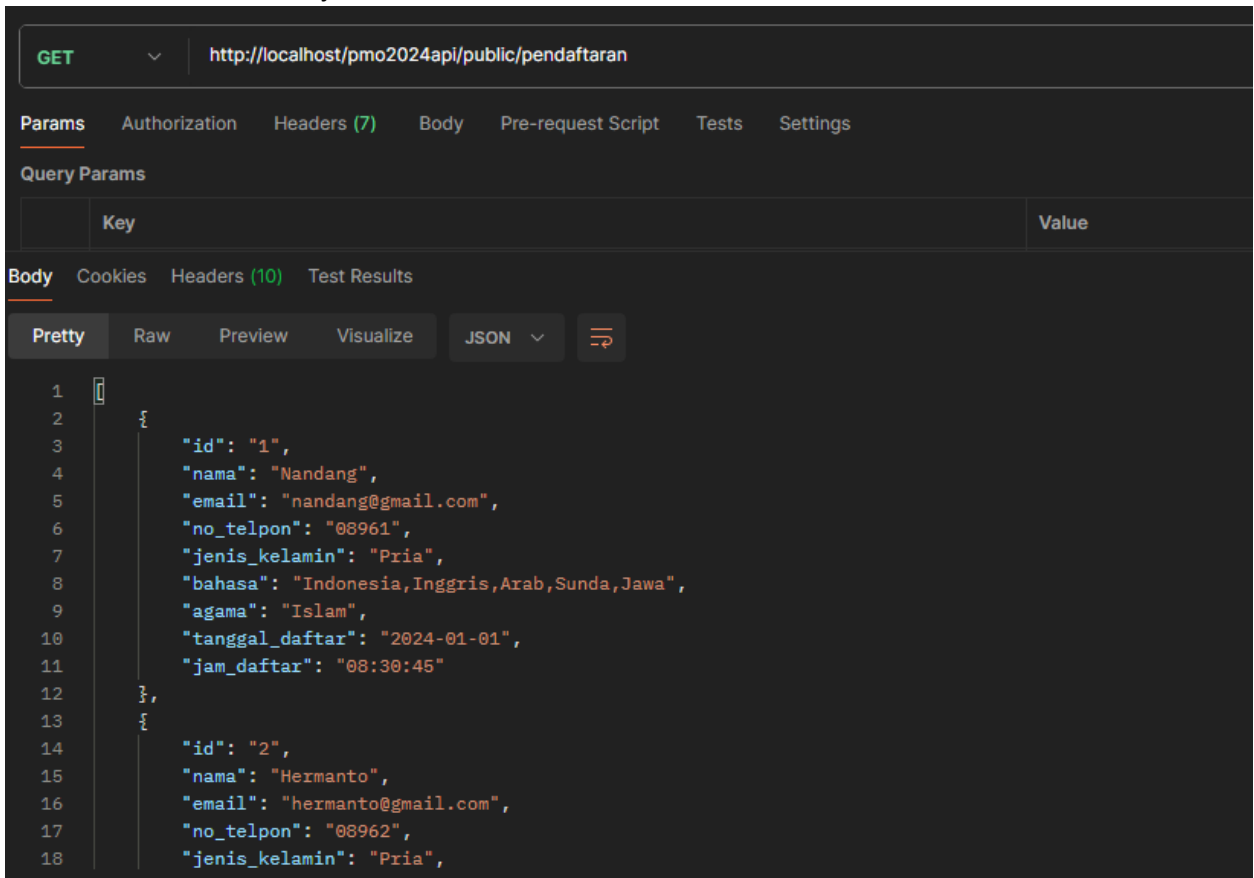 GET http://localhost/pmo2024api/public/pendaftaran
Params Authorization Headers (7) Body Pre-request Script Tests Settings
Query Params
Key Value
Body Cookies Headers (10) Test Results
Pretty Raw Preview Visualize JSON
1 [
2 {
3 "id": "1",
4 "nama": "Nandang",
5 "email": "nandang@gmail.com",
6 "no_telpon": "08961",
7 "jenis_kelamin": "Pria",
8 "bahasa": "Indonesia,Inggris,Arab,Sunda,Jawa",
9 "agama": "Islam",
10 "tanggal_daftar": "2024-01-01",
11 "jam_daftar": "08:30:45"
12 },
13 {
14 "id": "2",
15 "nama": "Hermanto",
16 "email": "hermanto@gmail.com",
17 "no_telpon": "08962",
18 "jenis_kelamin": "Pria",